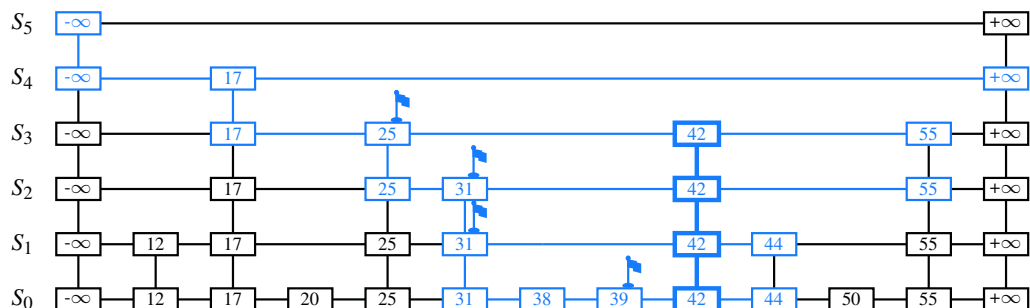 S5 -∞ +∞
S4 -∞ 17 +∞
S3 -∞ 17 25 42 55 +∞
S2 -∞ 17 25 31 42 55 +∞
S1 -∞ 12 17 25 31 42 44 55 +∞
S0 -∞ 12 17 20 25 31 38 39 42 44 50 55 +∞